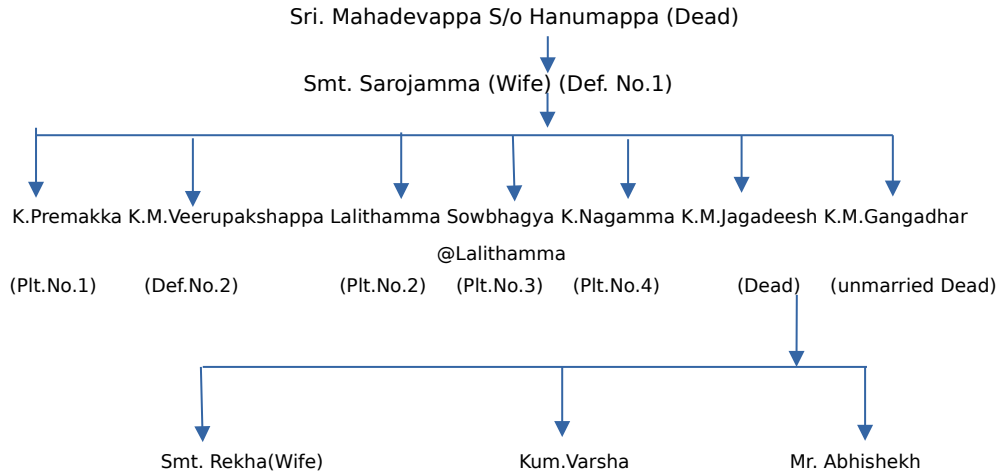 Sri. Mahadevappa S/o Hanumappa (Dead)
Smt. Sarojamma (Wife) (Def. No.1)
K.Premakka K.M.Veerupakshappa Lalithamma Sowbhagya K.Nagamma K.M.Jagadeesh K.M.Gangadhar
@Lalithamma
(Plt.No.1) (Def.No.2) (Plt.No.2) (Plt.No.3) (Plt.No.4) (Dead) (unmarried Dead)
Smt. Rekha(Wife) Kum.Varsha Mr. Abhishekh